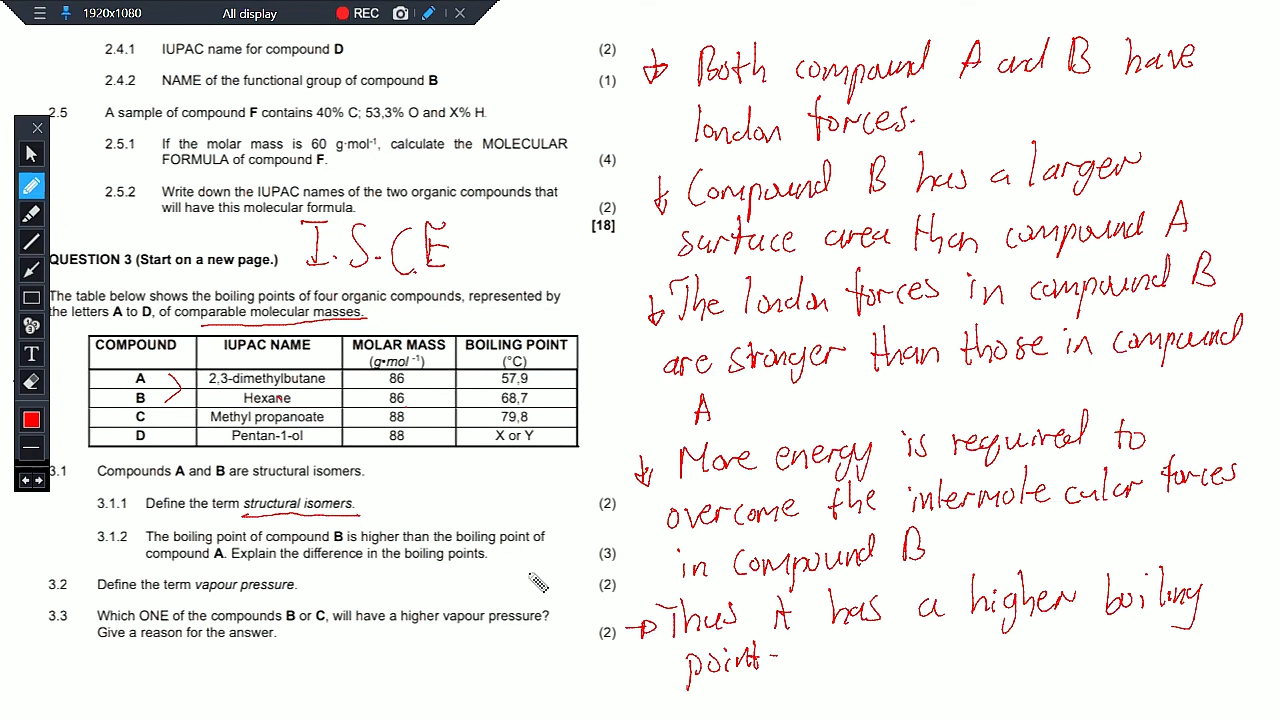 1920x1080 All display REC
2.4.1 IUPAC name for compound D (2)
2.4.2 NAME of the functional group of compound B (1)
2.5 A sample of compound F contains 40% C; 53,3% O and X% H.
2.5.1 If the molar mass is 60 g·mol⁻¹, calculate the MOLECULAR
FORMULA of compound F. (4)
2.5.2 Write down the IUPAC names of the two organic compounds that
will have this molecular formula. (2)
[18]
I.S.C.E
QUESTION 3 (Start on a new page.)
The table below shows the boiling points of four organic compounds, represented by
the letters A to D, of comparable molecular masses.
COMPOUND IUPAC NAME MOLAR MASS BOILING POINT
(g•mol ⁻¹) (°C)
A 2,3-dimethylbutane 86 57,9
B Hexane 86 68,7
C Methyl propanoate 88 79,8
D Pentan-1-ol 88 X or Y
3.1 Compounds A and B are structural isomers.
3.1.1 Define the term structural isomers. (2)
3.1.2 The boiling point of compound B is higher than the boiling point of
compound A. Explain the difference in the boiling points. (3)
3.2 Define the term vapour pressure. (2)
3.3 Which ONE of the compounds B or C, will have a higher vapour pressure?
Give a reason for the answer. (2)
Both compound A and B have
london forces.
Compound B has a larger
surface area than compound A
The london forces in compound B
are stronger than those in compound
A
More energy is required to
overcome the intermolecular forces
in compound B
Thus A has a higher boiling
point